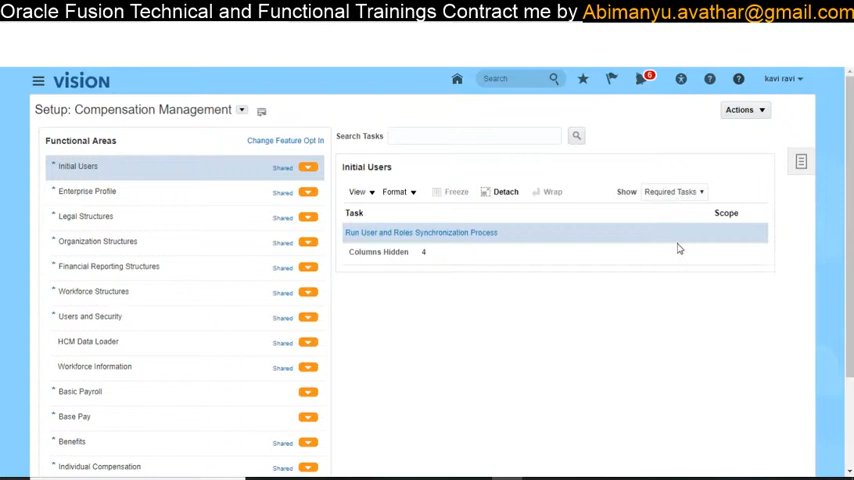 Oracle Fusion Technical and Functional Trainings Contract me by Abimanyu.avathar@gmail.com
VISION
Search
6
kavi ravi
Setup: Compensation Management
Actions
Functional Areas
Change Feature Opt In
Search Tasks
* Initial Users Shared
* Enterprise Profile Shared
* Legal Structures Shared
* Organization Structures Shared
* Financial Reporting Structures Shared
* Workforce Structures Shared
* Users and Security Shared
HCM Data Loader Shared
Workforce Information Shared
* Basic Payroll
* Base Pay
* Benefits Shared
* Individual Compensation Shared
Initial Users
View Format Freeze Detach Wrap Show Required Tasks
Task Scope
Run User and Roles Synchronization Process
Columns Hidden 4